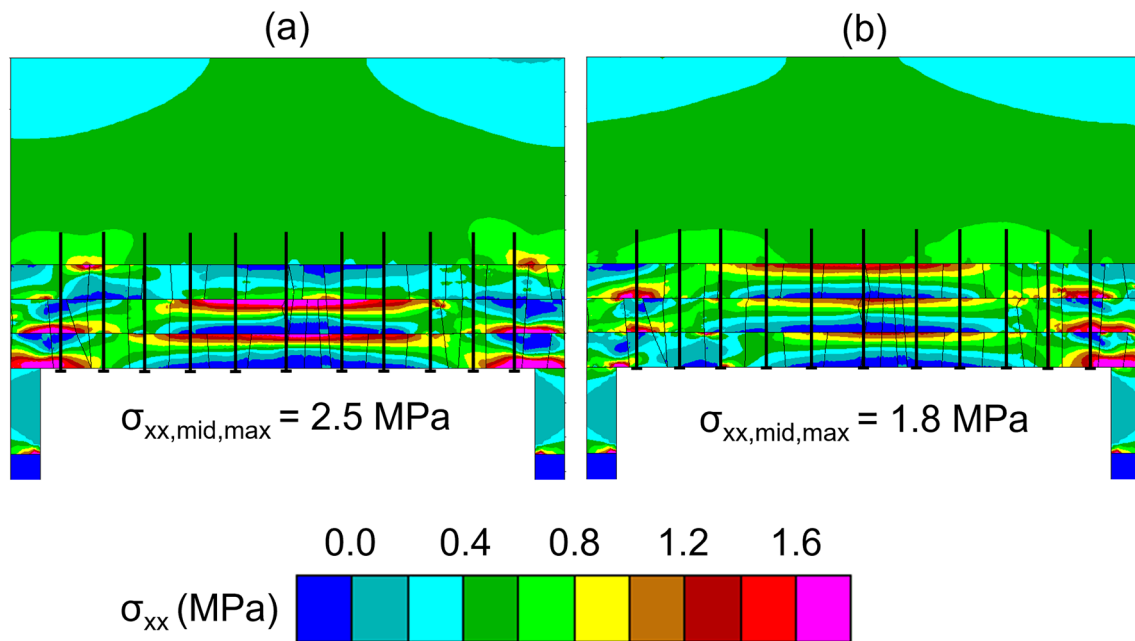 (a) (b)
σxx,mid,max = 2.5 MPa σxx,mid,max = 1.8 MPa
0.0 0.4 0.8 1.2 1.6
σxx (MPa)